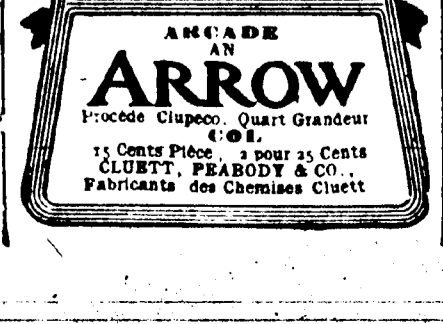 ARCADE
AN
ARROW
Procédé Clupeco. Quart Grandeur
COL
15 Cents Pièce, 2 pour 25 Cents
CLUETT, PEABODY & CO.,
Fabricants des Chemises Cluett